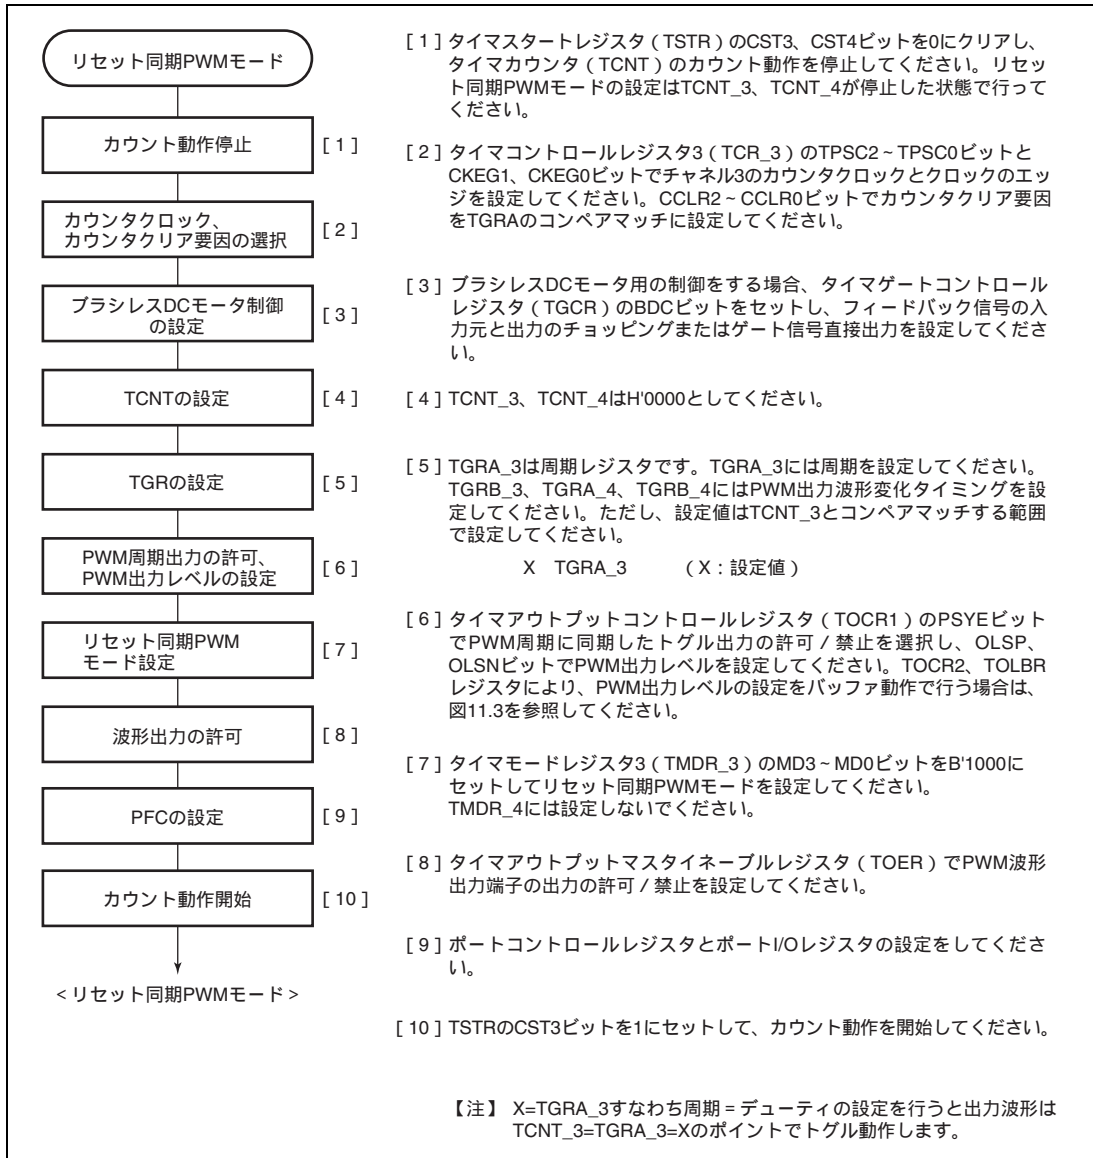 リセット同期PWMモード
カウント動作停止
[ 1 ]
カウンタクロック、
カウンタクリア要因の選択
[ 2 ]
ブラシレスDCモータ制御
の設定
[ 3 ]
TCNTの設定
[ 4 ]
TGRの設定
[ 5 ]
PWM周期出力の許可、
PWM出力レベルの設定
[ 6 ]
リセット同期PWM
モード設定
[ 7 ]
波形出力の許可
[ 8 ]
PFCの設定
[ 9 ]
カウント動作開始
[ 10 ]
< リセット同期PWMモード >
[ 1 ] タイマスタートレジスタ（TSTR）のCST3、CST4ビットを0にクリアし、
タイマカウンタ（TCNT）のカウント動作を停止してください。リセッ
ト同期PWMモードの設定はTCNT_3、TCNT_4が停止した状態で行って
ください。
[ 2 ] タイマコントロールレジスタ3（TCR_3）のTPSC2～TPSC0ビットと
CKEG1、CKEG0ビットでチャネル3のカウンタクロックとクロックのエッ
ジを設定してください。CCLR2～CCLR0ビットでカウンタクリア要因
をTGRAのコンペアマッチに設定してください。
[ 3 ] ブラシレスDCモータ用の制御をする場合、タイマゲートコントロール
レジスタ（TGCR）のBDCビットをセットし、フィードバック信号の入
力元と出力のチョッピングまたはゲート信号直接出力を設定してくださ
い。
[ 4 ] TCNT_3、TCNT_4はH'0000としてください。
[ 5 ] TGRA_3は周期レジスタです。TGRA_3には周期を設定してください。
TGRB_3、TGRA_4、TGRB_4にはPWM出力波形変化タイミングを設
定してください。ただし、設定値はTCNT_3とコンペアマッチする範囲
で設定してください。
X TGRA_3 （X：設定値）
[ 6 ] タイマアウトプットコントロールレジスタ（TOCR1）のPSYEビット
でPWM周期に同期したトグル出力の許可／禁止を選択し、OLSP、
OLSNビットでPWM出力レベルを設定してください。TOCR2、TOLBR
レジスタにより、PWM出力レベルの設定をバッファ動作で行う場合は、
図11.3を参照してください。
[ 7 ] タイマモードレジスタ3（TMDR_3）のMD3～MD0ビットをB'1000に
セットしてリセット同期PWMモードを設定してください。
TMDR_4には設定しないでください。
[ 8 ] タイマアウトプットマスタイネーブルレジスタ（TOER）でPWM波形
出力端子の出力の許可／禁止を設定してください。
[ 9 ] ポートコントロールレジスタとポートI/Oレジスタの設定をしてくださ
い。
[ 10 ] TSTRのCST3ビットを1にセットして、カウント動作を開始してください。
【注】 X=TGRA_3すなわち周期＝デューティの設定を行うと出力波形は
TCNT_3=TGRA_3=Xのポイントでトグル動作します。